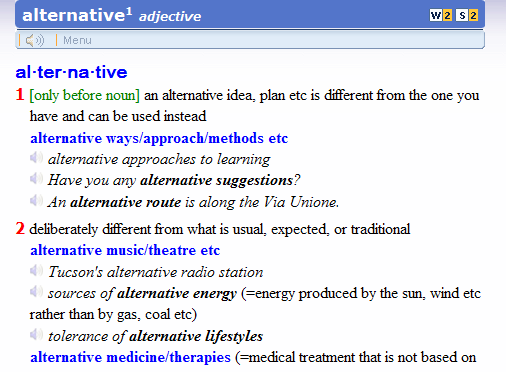 alternative¹ adjective W2 S2
Menu
al·ter·na·tive
1 [only before noun] an alternative idea, plan etc is different from the one you
have and can be used instead
alternative ways/approach/methods etc
alternative approaches to learning
Have you any alternative suggestions?
An alternative route is along the Via Unione.
2 deliberately different from what is usual, expected, or traditional
alternative music/theatre etc
Tucson's alternative radio station
sources of alternative energy (=energy produced by the sun, wind etc
rather than by gas, coal etc)
tolerance of alternative lifestyles
alternative medicine/therapies (=medical treatment that is not based on